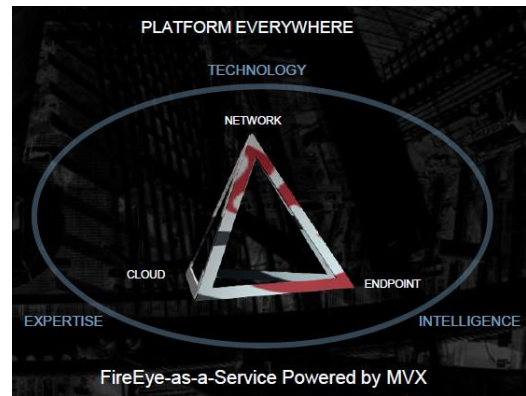 PLATFORM EVERYWHERE
TECHNOLOGY
NETWORK
CLOUD
ENDPOINT
EXPERTISE
INTELLIGENCE
FireEye-as-a-Service Powered by MVX